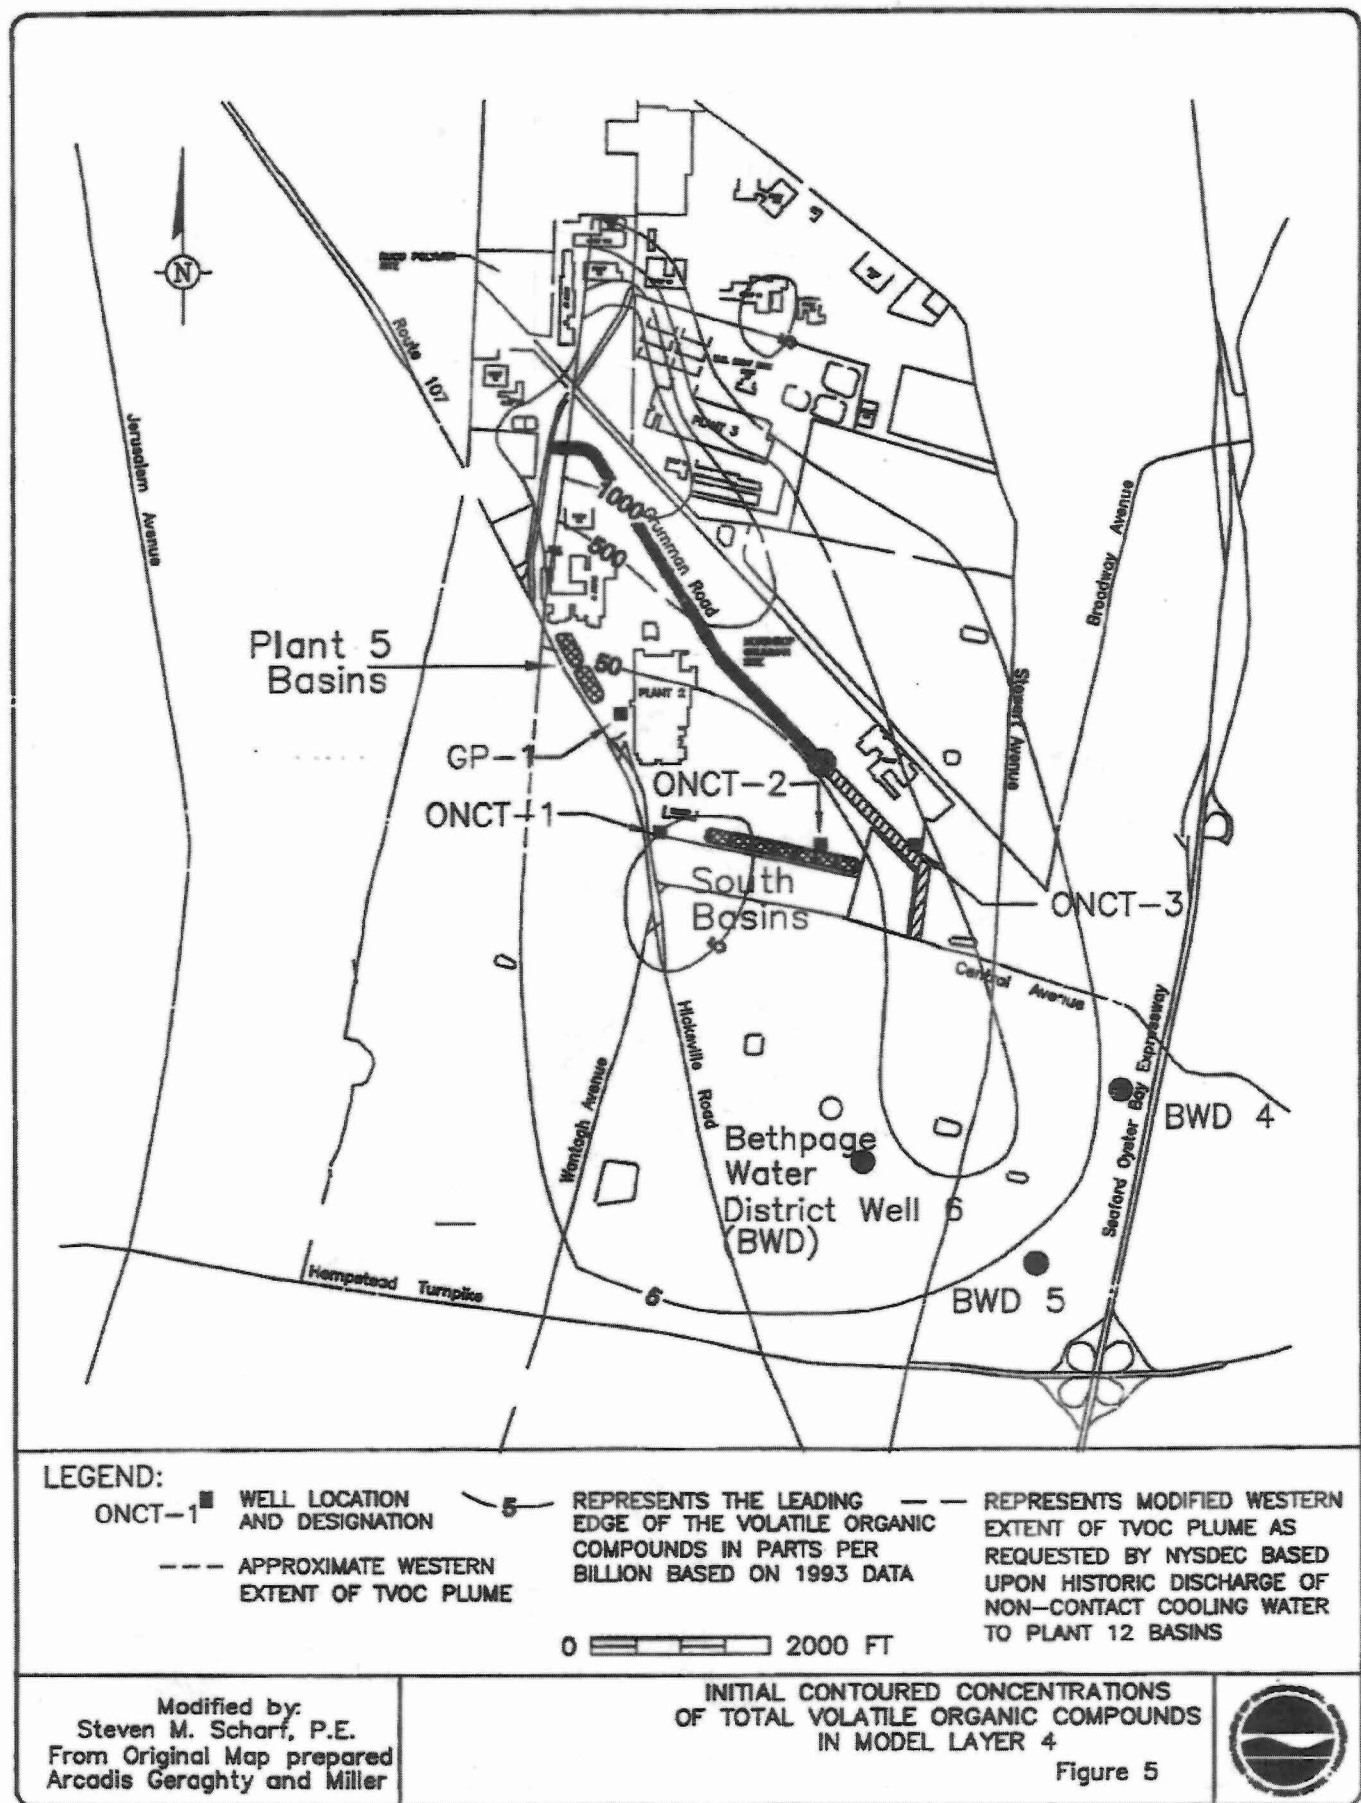 N
Route 107
Jerusalem Avenue
PLANT 3
1000
Grumman Road
500
Broadway Avenue
Plant 5
Basins
50
PLANT 2
Stewart Avenue
GP-1
ONCT-2
ONCT-1
South
Basins
ONCT-3
5
Central Avenue
Hicksville Road
Wantagh Avenue
Seaford Oyster Bay Expressway
BWD 4
Bethpage
Water
District Well 6
(BWD)
Hempstead Turnpike
5
BWD 5
LEGEND:
ONCT-1
WELL LOCATION
AND DESIGNATION
APPROXIMATE WESTERN
EXTENT OF TVOC PLUME
5
REPRESENTS THE LEADING
EDGE OF THE VOLATILE ORGANIC
COMPOUNDS IN PARTS PER
BILLION BASED ON 1993 DATA
REPRESENTS MODIFIED WESTERN
EXTENT OF TVOC PLUME AS
REQUESTED BY NYSDEC BASED
UPON HISTORIC DISCHARGE OF
NON-CONTACT COOLING WATER
TO PLANT 12 BASINS
0 2000 FT
Modified by:
Steven M. Scharf, P.E.
From Original Map prepared
Arcadis Geraghty and Miller
INITIAL CONTOURED CONCENTRATIONS
OF TOTAL VOLATILE ORGANIC COMPOUNDS
IN MODEL LAYER 4
Figure 5